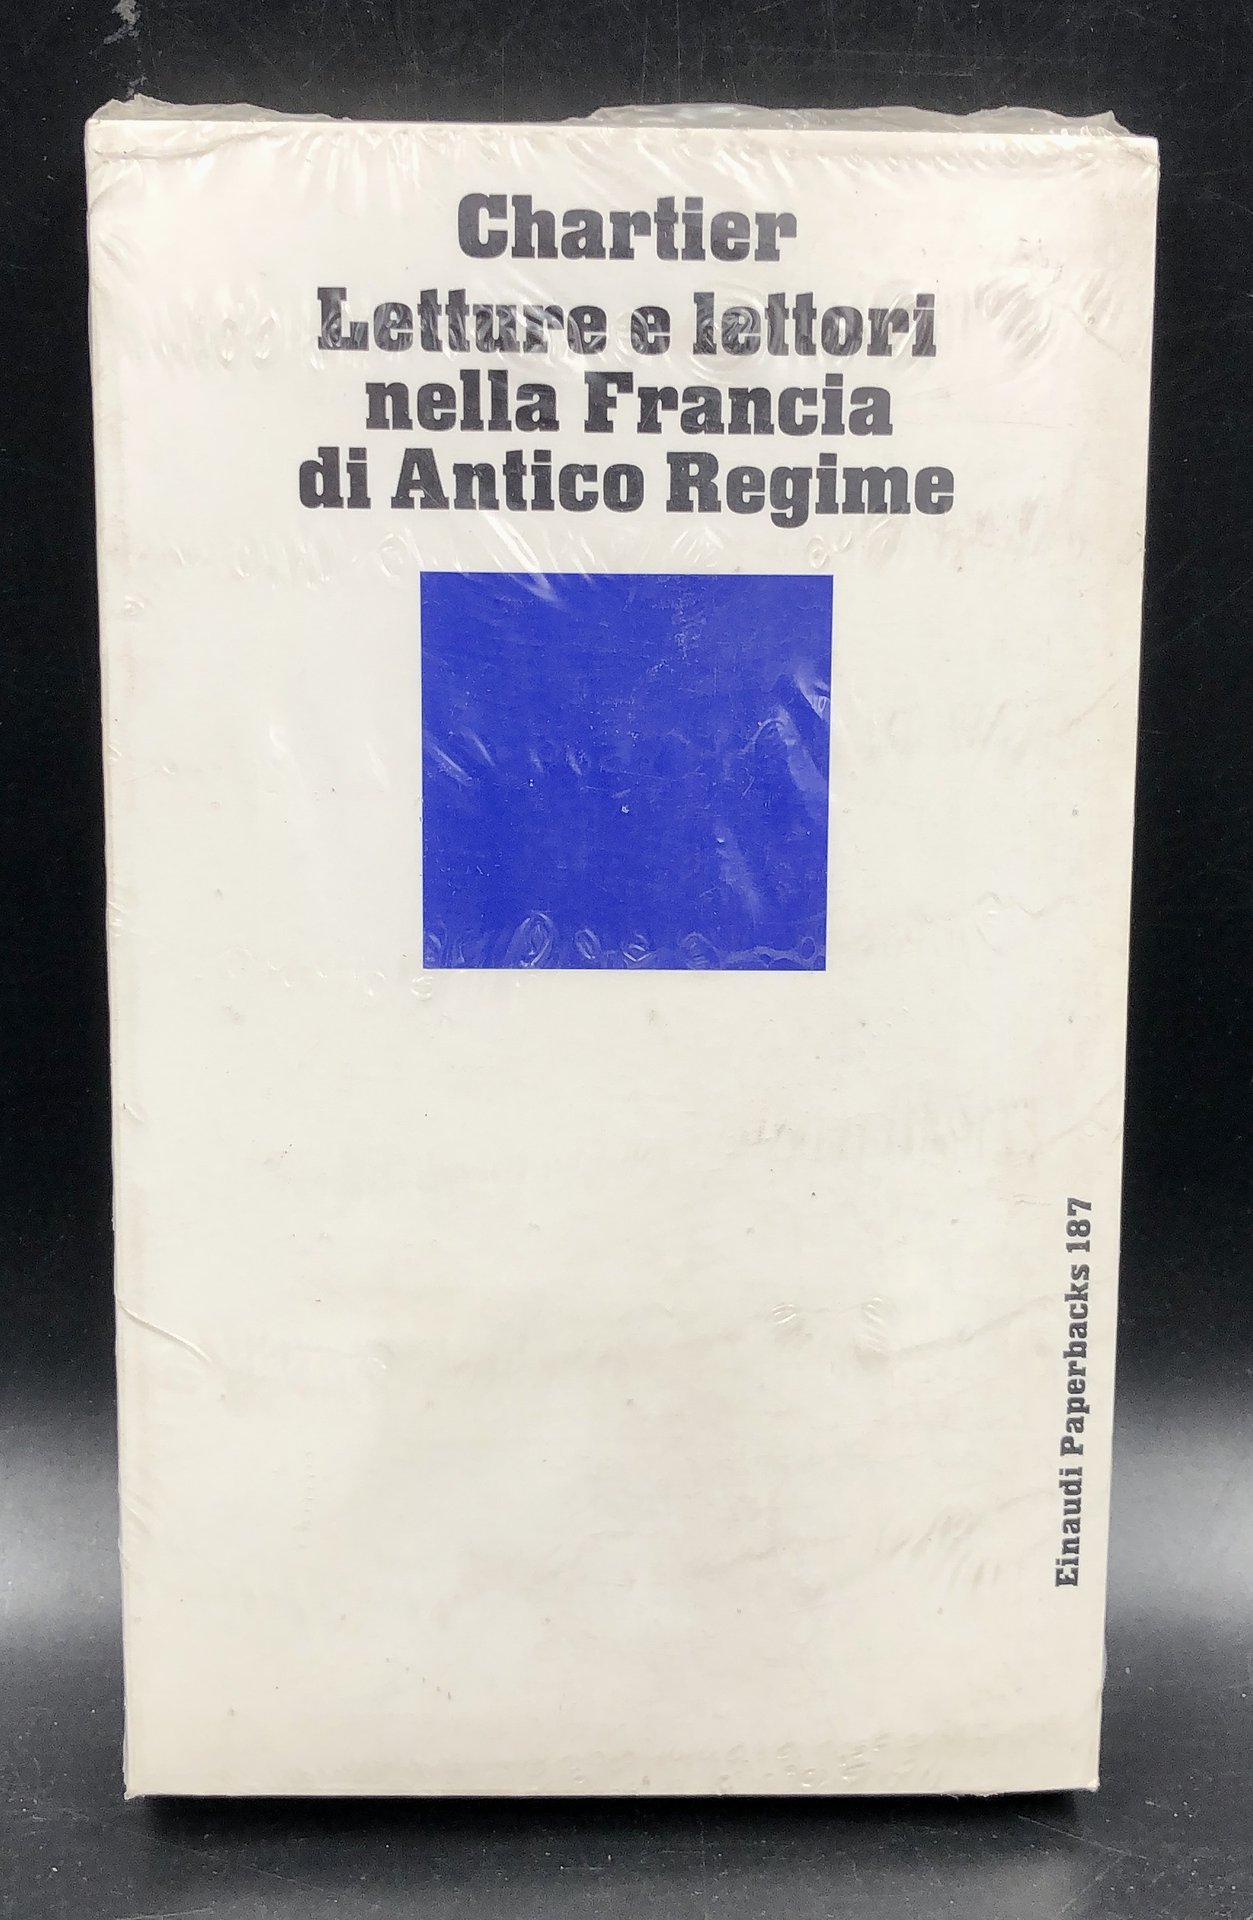 Chartier
Letture e lettori
nella Francia
di Antico Regime
Einaudi Paperbacks 187